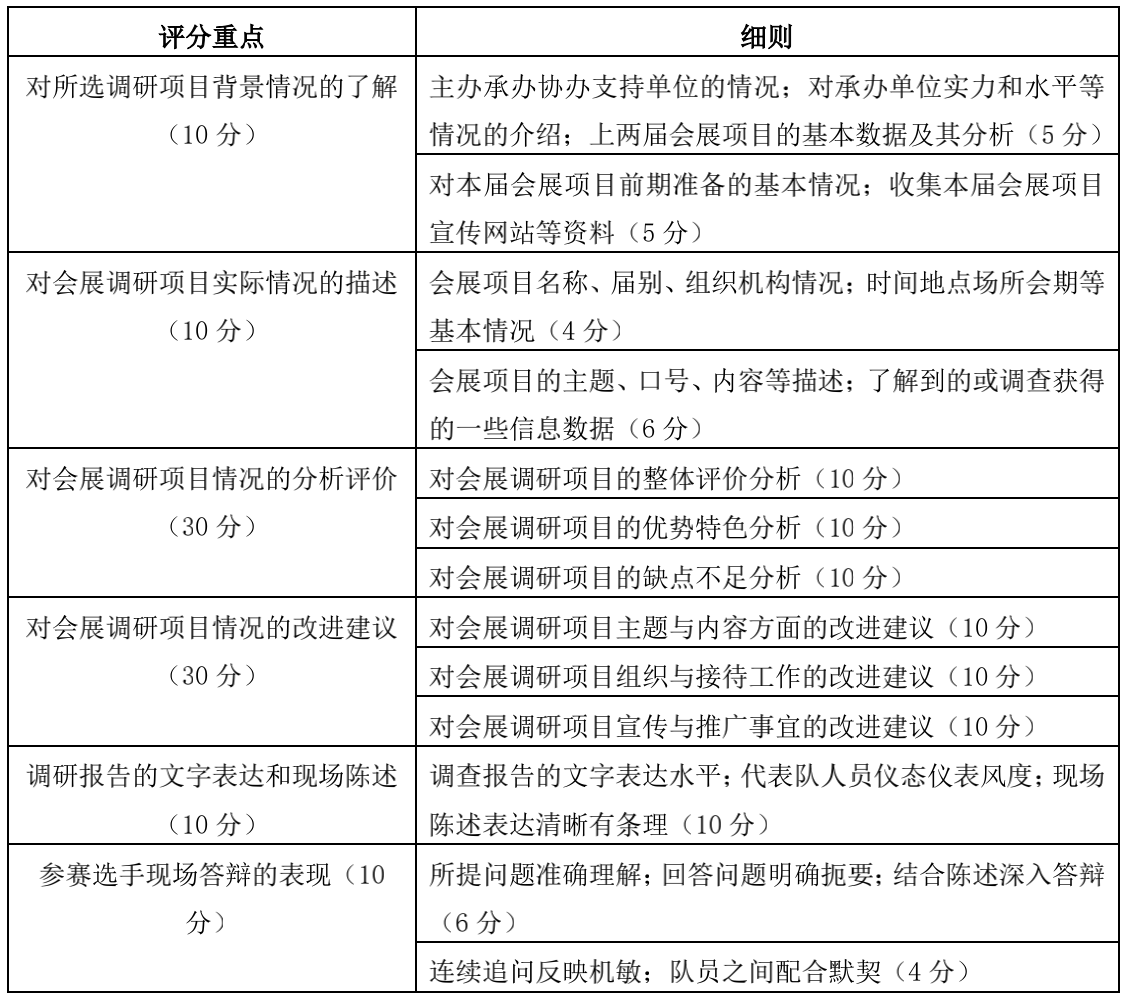 评分重点
细则
对所选调研项目背景情况的了解
（10 分）
主办承办协办支持单位的情况；对承办单位实力和水平等
情况的介绍；上两届会展项目的基本数据及其分析（5 分）
对本届会展项目前期准备的基本情况；收集本届会展项目
宣传网站等资料（5 分）
对会展调研项目实际情况的描述
（10 分）
会展项目名称、届别、组织机构情况；时间地点场所会期等
基本情况（4 分）
会展项目的主题、口号、内容等描述；了解到的或调查获得
的一些信息数据（6 分）
对会展调研项目情况的分析评价
（30 分）
对会展调研项目的整体评价分析（10 分）
对会展调研项目的优势特色分析（10 分）
对会展调研项目的缺点不足分析（10 分）
对会展调研项目情况的改进建议
（30 分）
对会展调研项目主题与内容方面的改进建议（10 分）
对会展调研项目组织与接待工作的改进建议（10 分）
对会展调研项目宣传与推广事宜的改进建议（10 分）
调研报告的文字表达和现场陈述
（10 分）
调查报告的文字表达水平；代表队人员仪态仪表风度；现场
陈述表达清晰有条理（10 分）
参赛选手现场答辩的表现（10
分）
所提问题准确理解；回答问题明确扼要；结合陈述深入答辩
（6 分）
连续追问反映机敏；队员之间配合默契（4 分）